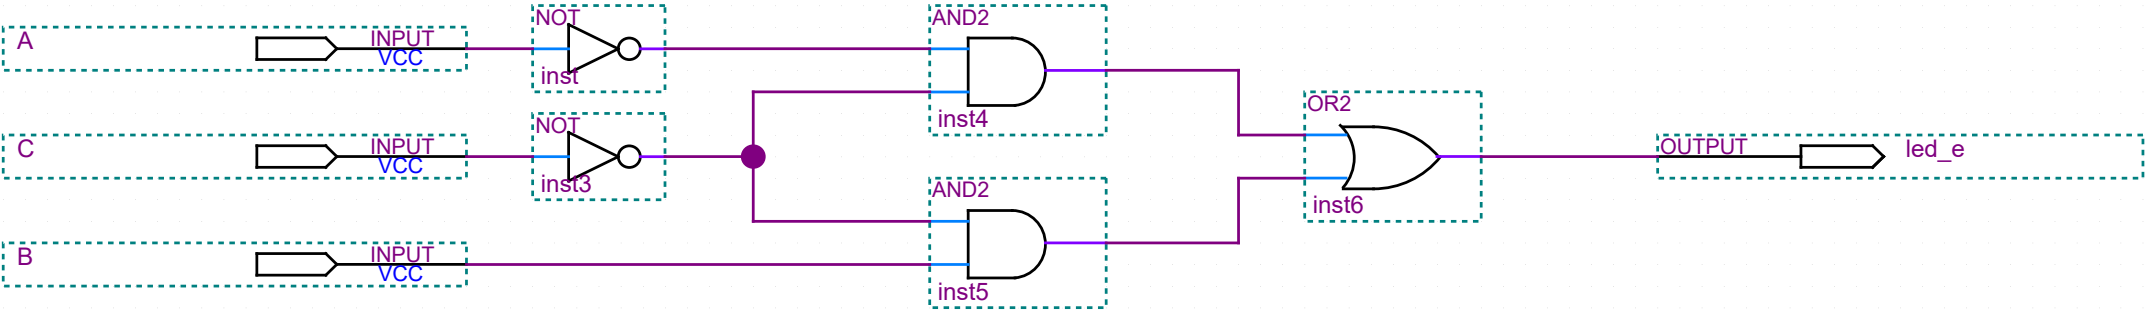 A
INPUT
VCC
NOT
inst
AND2
inst4
C
INPUT
VCC
NOT
inst3
OR2
inst6
OUTPUT
led_e
B
INPUT
VCC
AND2
inst5